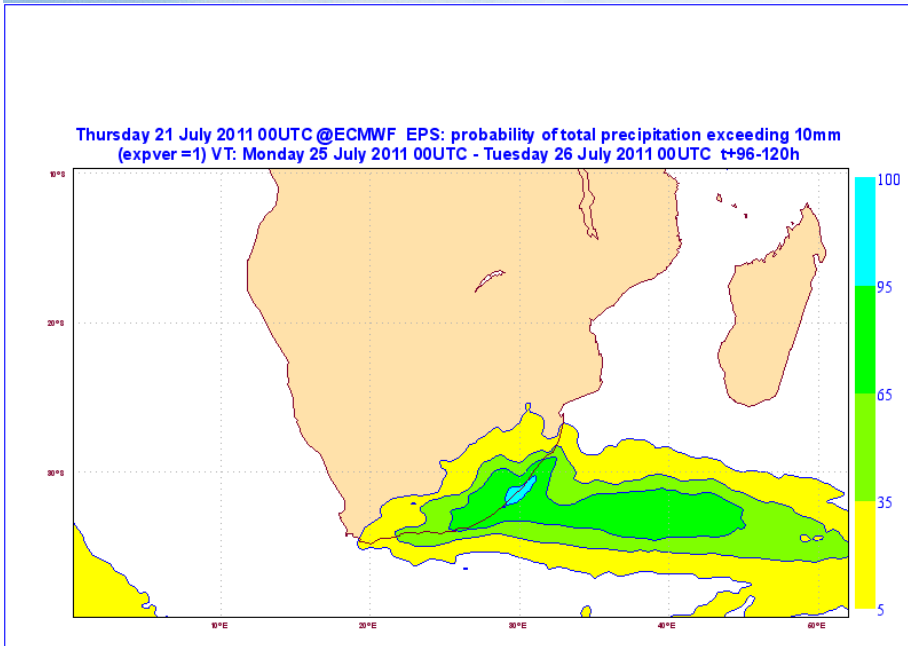 Thursday 21 July 2011 00UTC @ECMWF EPS: probability of total precipitation exceeding 10mm
(expver =1) VT: Monday 25 July 2011 00UTC - Tuesday 26 July 2011 00UTC t+96-120h
10°S
100
95
20°S
65
30°S
35
5
10°E
20°E
30°E
40°E
50°E